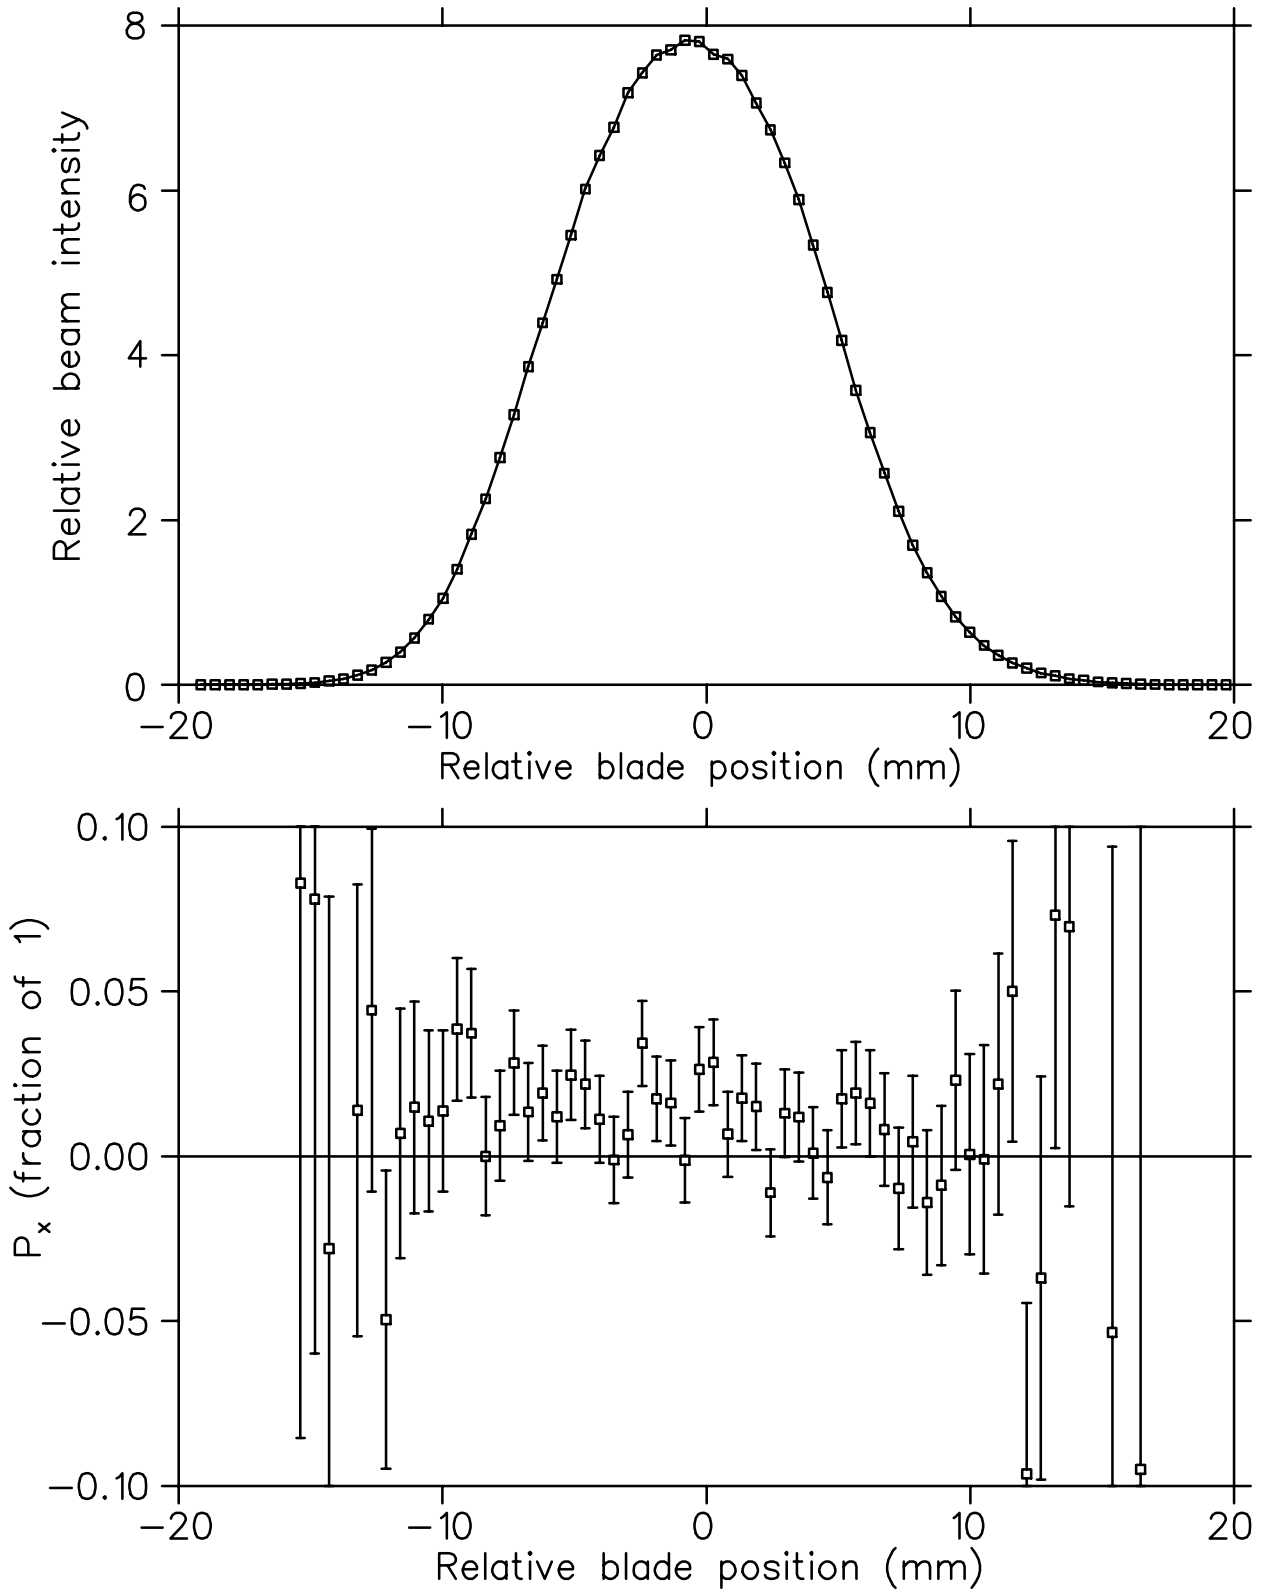 Relative beam intensity
8
6
4
2
0
−20 −10 0 10 20
Relative blade position (mm)
Pₓ (fraction of 1)
0.10
0.05
0.00
−0.05
−0.10
−20 −10 0 10 20
Relative blade position (mm)